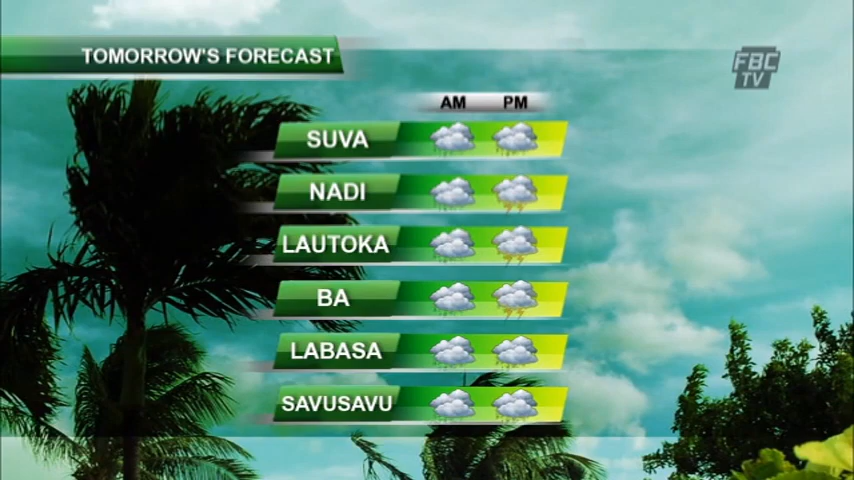 TOMORROW'S FORECAST
FBC
TV
AM PM
SUVA
NADI
LAUTOKA
BA
LABASA
SAVUSAVU